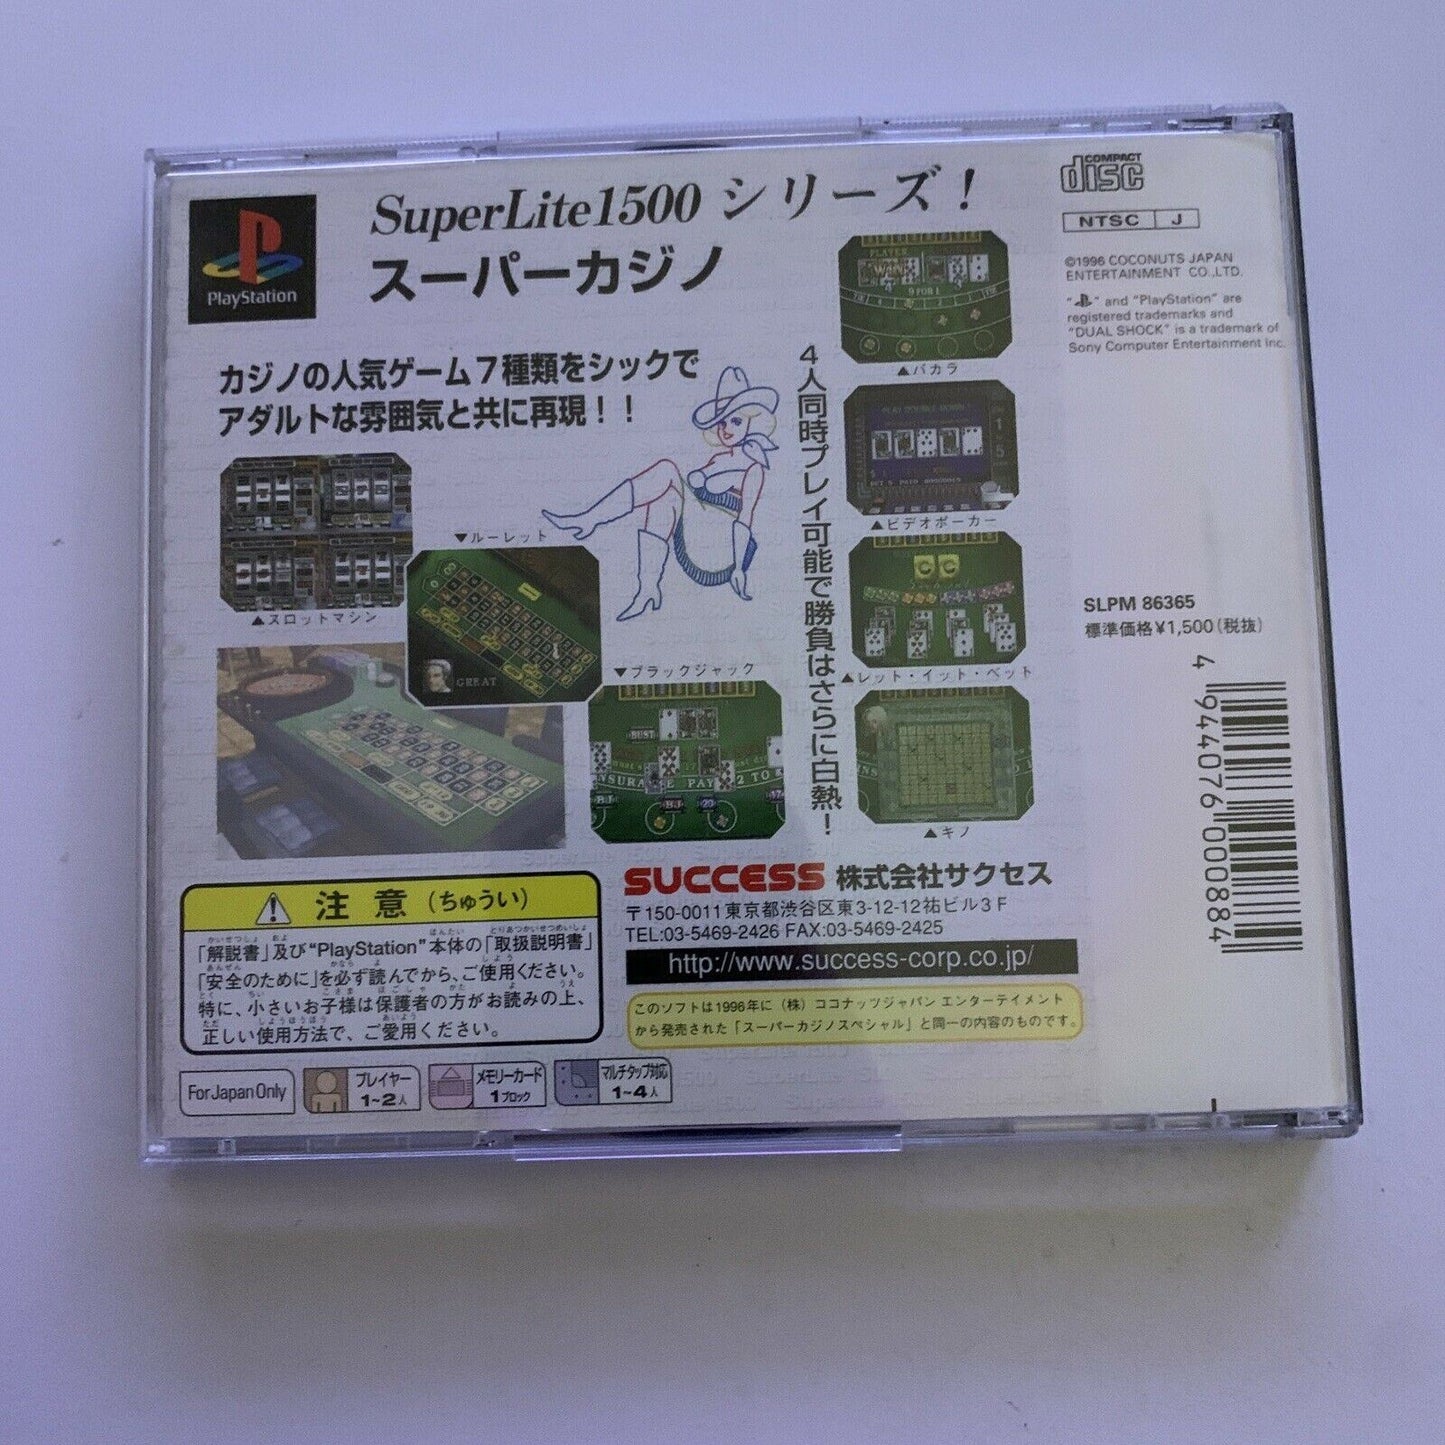 PlayStation
SuperLite1500 シリーズ！
スーパーカジノ
カジノの人気ゲーム7種類をシックで
アダルトな雰囲気と共に再現！！
4人同時プレイ可能で勝負はさらに白熱！
▲スロットマシン
▼ルーレット
GREAT
▼ブラックジャック
BUST
▲バカラ
▲ビデオポーカー
▲レット・イット・ベット
▲キノ
COMPACT
disc
NTSC J
©1996 COCONUTS JAPAN
ENTERTAINMENT CO.,LTD.
" " and "PlayStation" are
registered trademarks and
"DUAL SHOCK" is a trademark of
Sony Computer Entertainment Inc.
SLPM 86365
標準価格¥1,500(税抜)
4 944076 000884
SUCCESS 株式会社サクセス
〒150-0011東京都渋谷区東3-12-12祐ビル3F
TEL:03-5469-2426 FAX:03-5469-2425
http://www.success-corp.co.jp/
このソフトは1996年に（株）ココナッツジャパン エンターテイメント
から発売された「スーパーカジノスペシャル」と同一の内容のものです。
注意（ちゅうい）
「解説書」及び"PlayStation"本体の「取扱説明書」
「安全のために」を必ず読んでから、ご使用ください。
特に、小さいお子様は保護者の方がお読みの上、
正しい使用方法で、ご愛用ください。
For Japan Only
プレイヤー
1~2人
メモリーカード
1ブロック
マルチタップ対応
1~4人